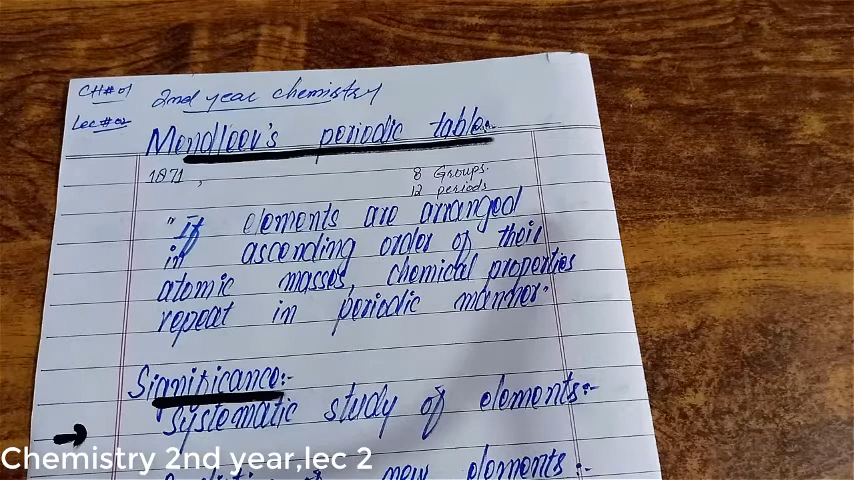 CH#01
2nd year chemistry
Lec#02
Mendleev's periodic table:-
1871,
8 Groups.
12 periods
"If elements are arranged
in ascending order of their
atomic masses, chemical properties
repeat in periodic manner"
Significance:-
Systematic study of elements:-
new elements:-
Chemistry 2nd year,lec 2